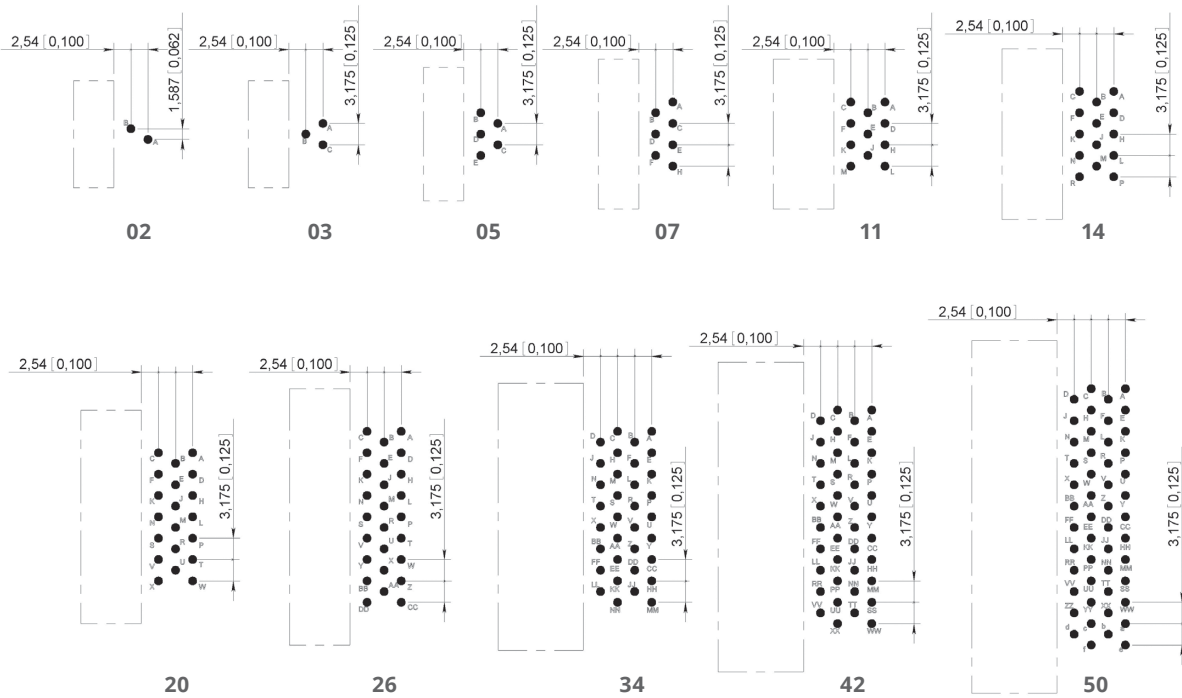 2,54 [0,100]
1,587 [0,062]
B
A
02
2,54 [0,100]
3,175 [0,125]
A
B
C
03
2,54 [0,100]
3,175 [0,125]
B
A
D
C
E
05
2,54 [0,100]
3,175 [0,125]
A
B
C
D
E
F
H
07
2,54 [0,100]
3,175 [0,125]
C B A
F E D
K J H
M L
11
2,54 [0,100]
3,175 [0,125]
C B A
F E D
K J H
N M L
R P
14
2,54 [0,100]
3,175 [0,125]
C B A
F E D
K J H
N M L
S R P
V U T
X W
20
2,54 [0,100]
3,175 [0,125]
C B A
F E D
K J H
N M L
S R P
V U T
Y X W
BB AA Z
DD CC
26
2,54 [0,100]
3,175 [0,125]
D C B A
J H F E
N M L K
T S R P
X W V U
BB AA Z Y
FF EE DD CC
LL KK JJ HH
NN MM
34
2,54 [0,100]
3,175 [0,125]
D C B A
J H F E
N M L K
T S R P
X W V U
BB AA Z Y
FF EE DD CC
LL KK JJ HH
RR PP NN MM
VV UU TT SS
XX WW
42
2,54 [0,100]
3,175 [0,125]
D C B A
J H F E
N M L K
T S R P
X W V U
BB AA Z Y
FF EE DD CC
LL KK JJ HH
RR PP NN MM
VV UU TT SS
ZZ YY XX WW
d c b a
f e
50